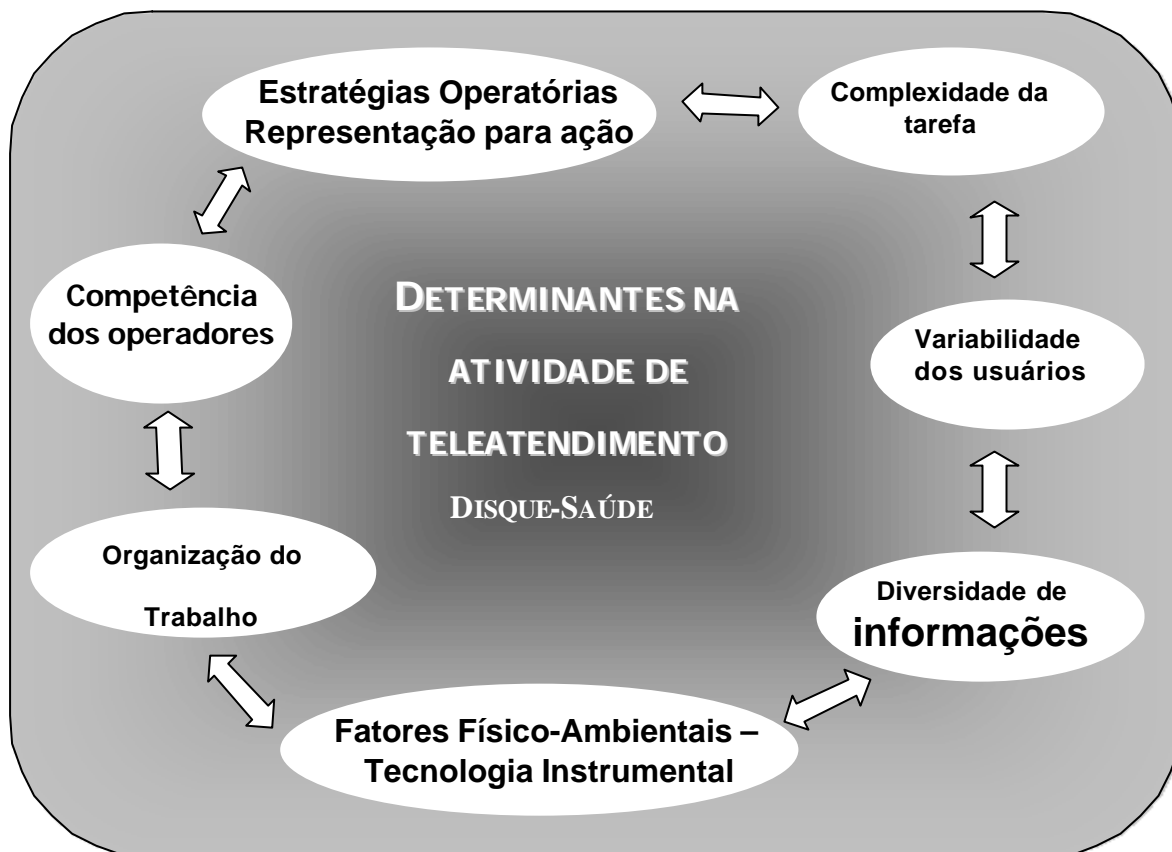 Estratégias Operatórias
Representação para ação
Complexidade da
tarefa
Competência
dos operadores
DETERMINANTES NA
ATIVIDADE DE
TELEATENDIMENTO
DISQUE-SAÚDE
Variabilidade
dos usuários
Organização do
Trabalho
Diversidade de
informações
Fatores Físico-Ambientais –
Tecnologia Instrumental